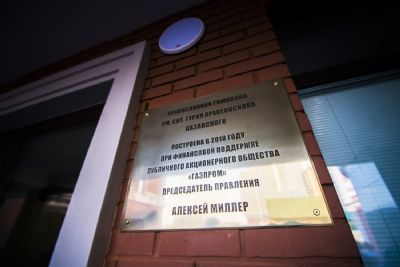 ПРАВОСЛАВНАЯ ГИМНАЗИЯ
ИМ. СВТ. ГУРИЯ АРХИЕПИСКОПА
КАЗАНСКОГО
ПОСТРОЕНА В 2018 ГОДУ
ПРИ ФИНАНСОВОЙ ПОДДЕРЖКЕ
ПУБЛИЧНОГО АКЦИОНЕРНОГО ОБЩЕСТВА
«ГАЗПРОМ»
ПРЕДСЕДАТЕЛЬ ПРАВЛЕНИЯ
АЛЕКСЕЙ МИЛЛЕР